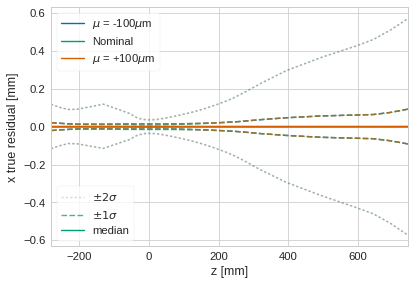 0.6
0.4
0.2
0.0
−0.2
−0.4
−0.6
x true residual [mm]
μ = -100μm
Nominal
μ = +100μm
±2σ
±1σ
median
−200
0
200
400
600
z [mm]